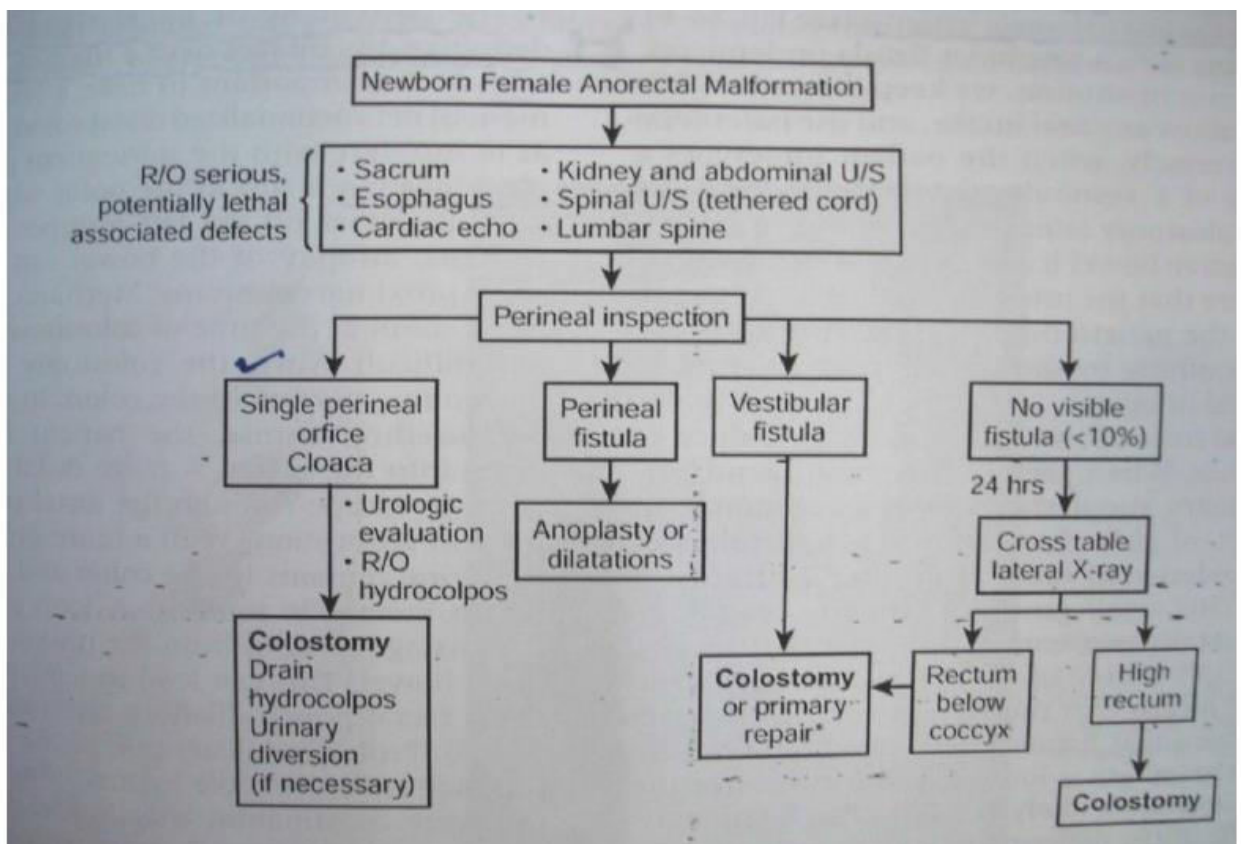 Newborn Female Anorectal Malformation
R/O serious,
potentially lethal
associated defects
• Sacrum
• Esophagus
• Cardiac echo
• Kidney and abdominal U/S
• Spinal U/S (tethered cord)
• Lumbar spine
Perineal inspection
Single perineal
orfice
Cloaca
• Urologic
evaluation
• R/O
hydrocolpos
Colostomy
Drain
hydrocolpos
Urinary
diversion
(if necessary)
Perineal
fistula
Anoplasty or
dilatations
Vestibular
fistula
No visible
fistula (<10%)
24 hrs
Cross table
lateral X-ray
Rectum
below
coccyx
Colostomy
or primary
repair*
High
rectum
Colostomy